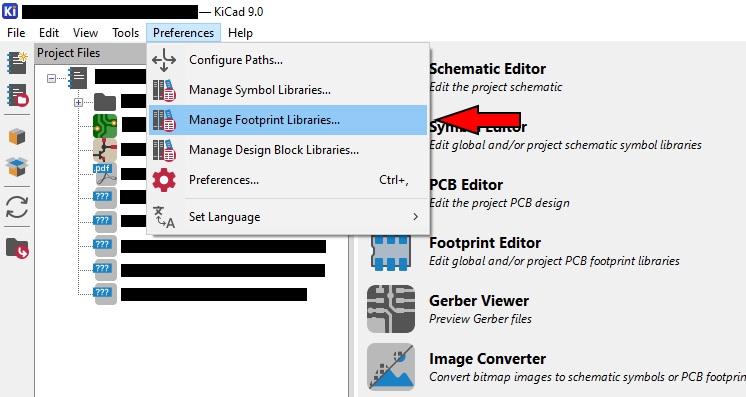 Ki — KiCad 9.0
File Edit View Tools Preferences Help
Project Files
Configure Paths...
Manage Symbol Libraries...
Manage Footprint Libraries...
Manage Design Block Libraries...
Preferences... Ctrl+,
Set Language
pdf
???
???
???
???
???
Schematic Editor
Edit the project schematic
Symbol Editor
Edit global and/or project schematic symbol libraries
PCB Editor
Edit the project PCB design
Footprint Editor
Edit global and/or project PCB footprint libraries
Gerber Viewer
Preview Gerber files
Image Converter
Convert bitmap images to schematic symbols or PCB footprin